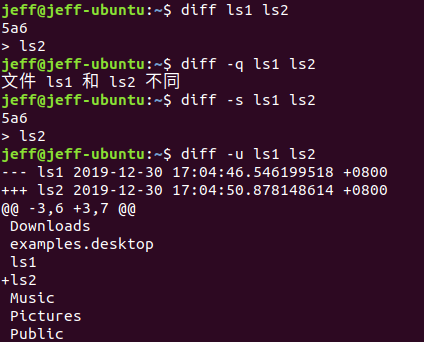 jeff@jeff-ubuntu:~$ diff ls1 ls2
5a6
> ls2
jeff@jeff-ubuntu:~$ diff -q ls1 ls2
文件 ls1 和 ls2 不同
jeff@jeff-ubuntu:~$ diff -s ls1 ls2
5a6
> ls2
jeff@jeff-ubuntu:~$ diff -u ls1 ls2
--- ls1 2019-12-30 17:04:46.546199518 +0800
+++ ls2 2019-12-30 17:04:50.878148614 +0800
@@ -3,6 +3,7 @@
 Downloads
 examples.desktop
 ls1
+ls2
 Music
 Pictures
 Public